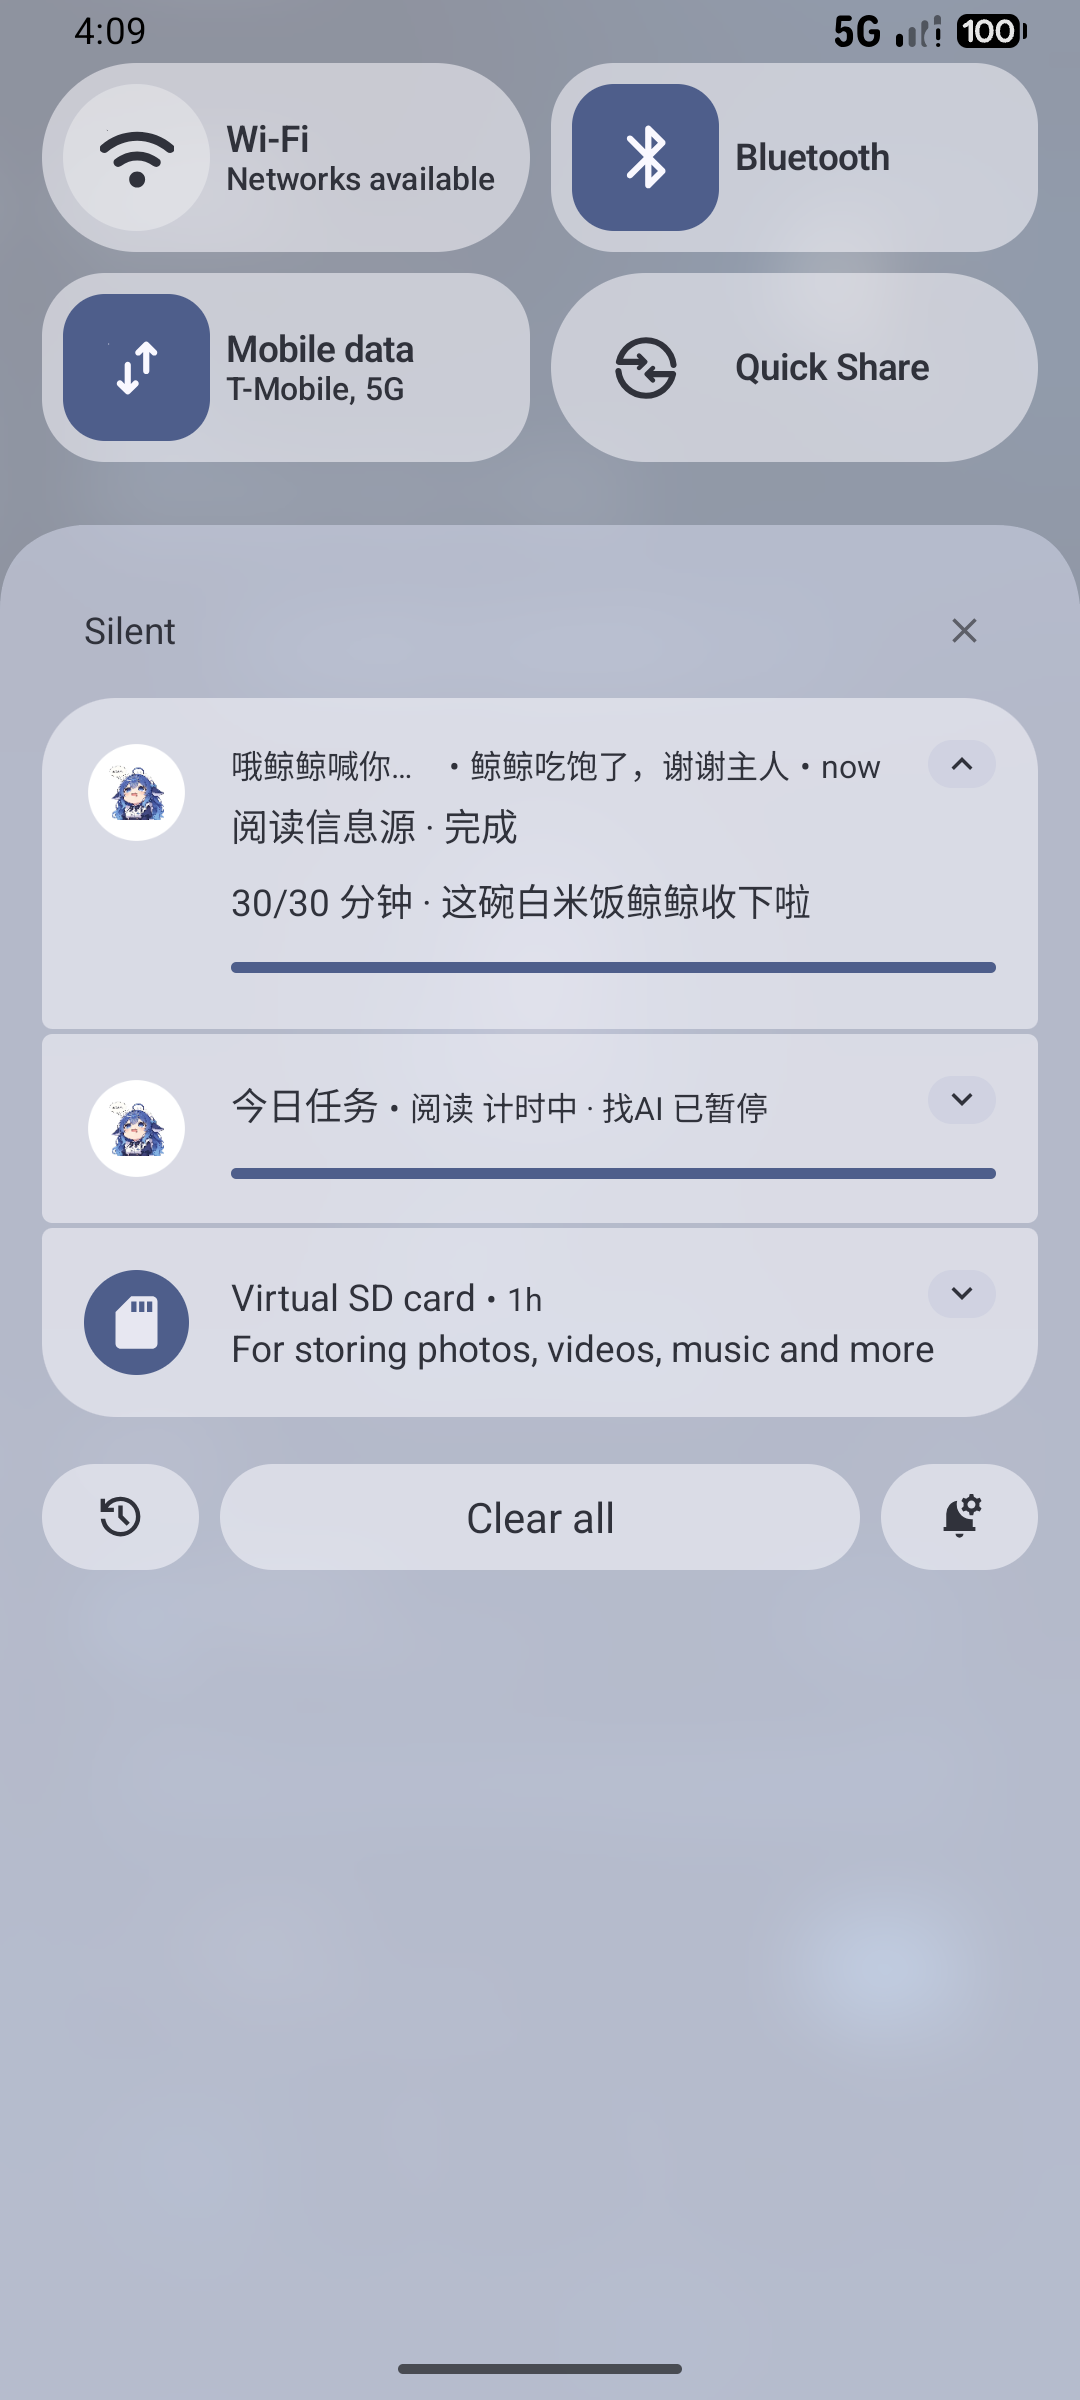 4:09
5G
100
Wi-Fi
Networks available
Bluetooth
Mobile data
T-Mobile, 5G
Quick Share
Silent
哦鲸鲸喊你… • 鲸鲸吃饱了，谢谢主人 • now
阅读信息源 · 完成
30/30 分钟 · 这碗白米饭鲸鲸收下啦
今日任务 • 阅读 计时中 · 找AI 已暂停
Virtual SD card • 1h
For storing photos, videos, music and more
Clear all